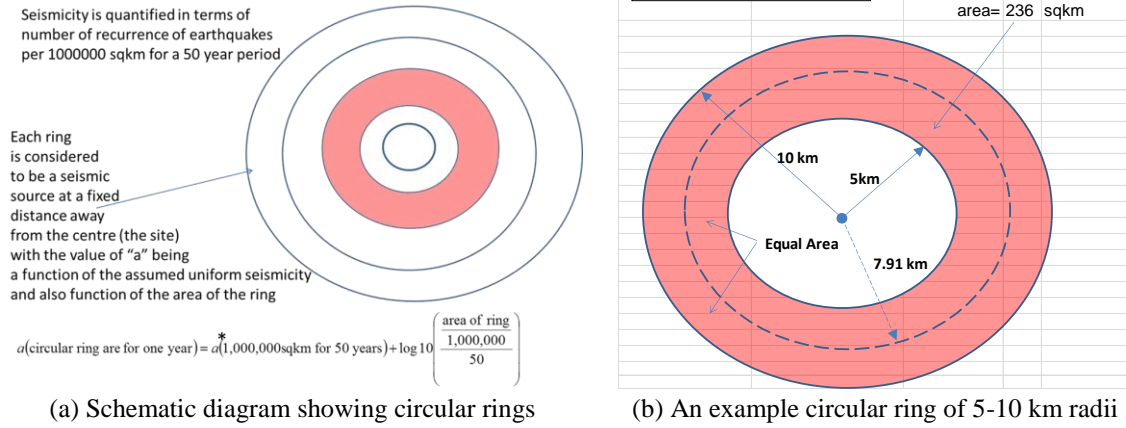 Seismicity is quantified in terms of
number of recurrence of earthquakes
per 1000000 sqkm for a 50 year period
Each ring
is considered
to be a seismic
source at a fixed
distance away
from the centre (the site)
with the value of “a” being
a function of the assumed uniform seismicity
and also function of the area of the ring
a(circular ring are for one year) = a*(1,000,000sqkm for 50 years) + log10
area of ring
1,000,000
50
(a) Schematic diagram showing circular rings
area= 236 sqkm
10 km
5km
Equal Area
7.91 km
(b) An example circular ring of 5-10 km radii